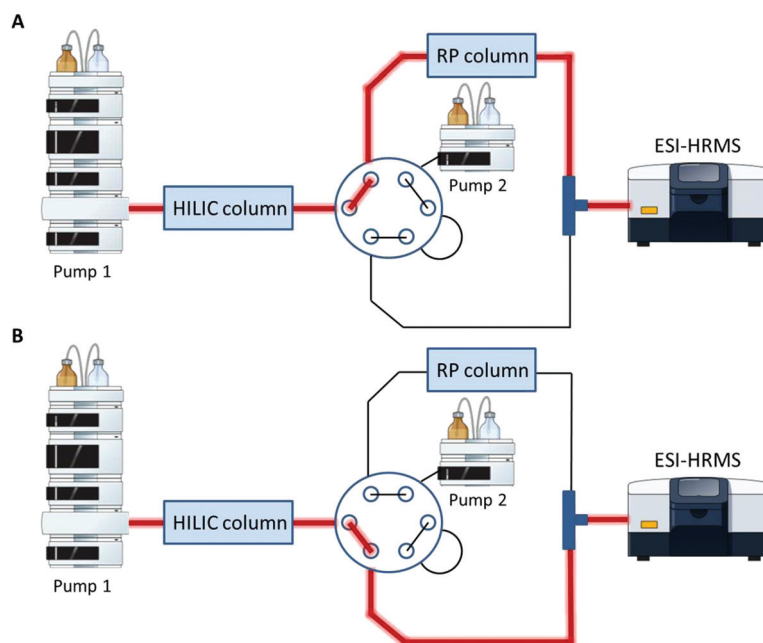 A
RP column
ESI-HRMS
Pump 2
HILIC column
Pump 1
B
RP column
ESI-HRMS
Pump 2
HILIC column
Pump 1